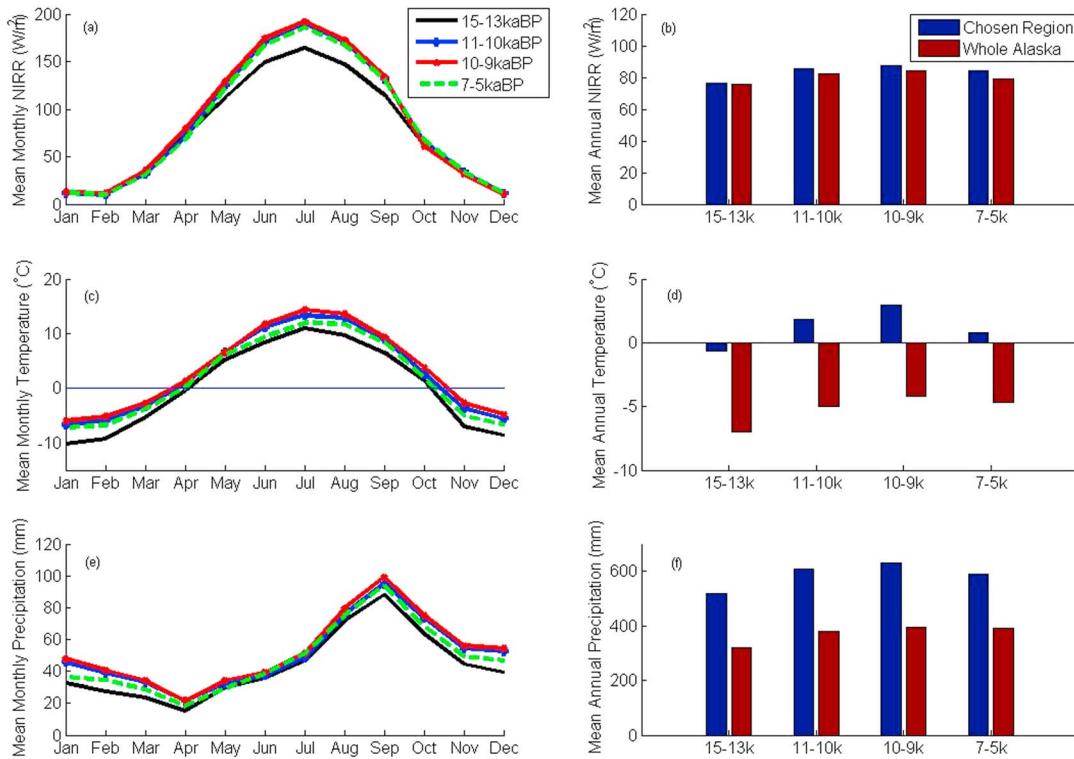 (a)
Mean Monthly NIRR (W/m²)
200
150
100
50
0
Jan Feb Mar Apr May Jun Jul Aug Sep Oct Nov Dec
15-13kaBP
11-10kaBP
10-9kaBP
7-5kaBP
(b)
Mean Annual NIRR (W/m²)
120
100
80
60
40
20
0
15-13k 11-10k 10-9k 7-5k
Chosen Region
Whole Alaska
(c)
Mean Monthly Temperature (°C)
20
10
0
-10
Jan Feb Mar Apr May Jun Jul Aug Sep Oct Nov Dec
(d)
Mean Annual Temperature (°C)
5
0
-5
-10
15-13k 11-10k 10-9k 7-5k
(e)
Mean Monthly Precipitation (mm)
120
100
80
60
40
20
0
Jan Feb Mar Apr May Jun Jul Aug Sep Oct Nov Dec
(f)
Mean Annual Precipitation (mm)
600
400
200
0
15-13k 11-10k 10-9k 7-5k